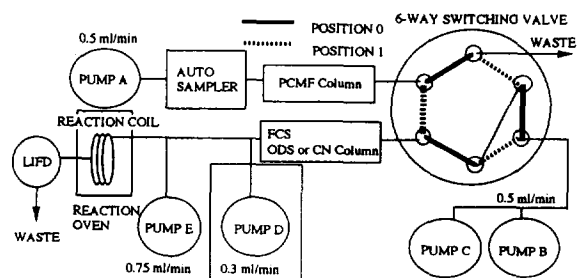 POSITION 0
POSITION 1
6-WAY SWITCHING VALVE
WASTE
0.5 ml/min
PUMP A
AUTO
SAMPLER
PCMF Column
REACTION COIL
FCS
ODS or CN Column
LIFD
WASTE
REACTION
OVEN
PUMP E
0.75 ml/min
PUMP D
0.3 ml/min
0.5 ml/min
PUMP C
PUMP B